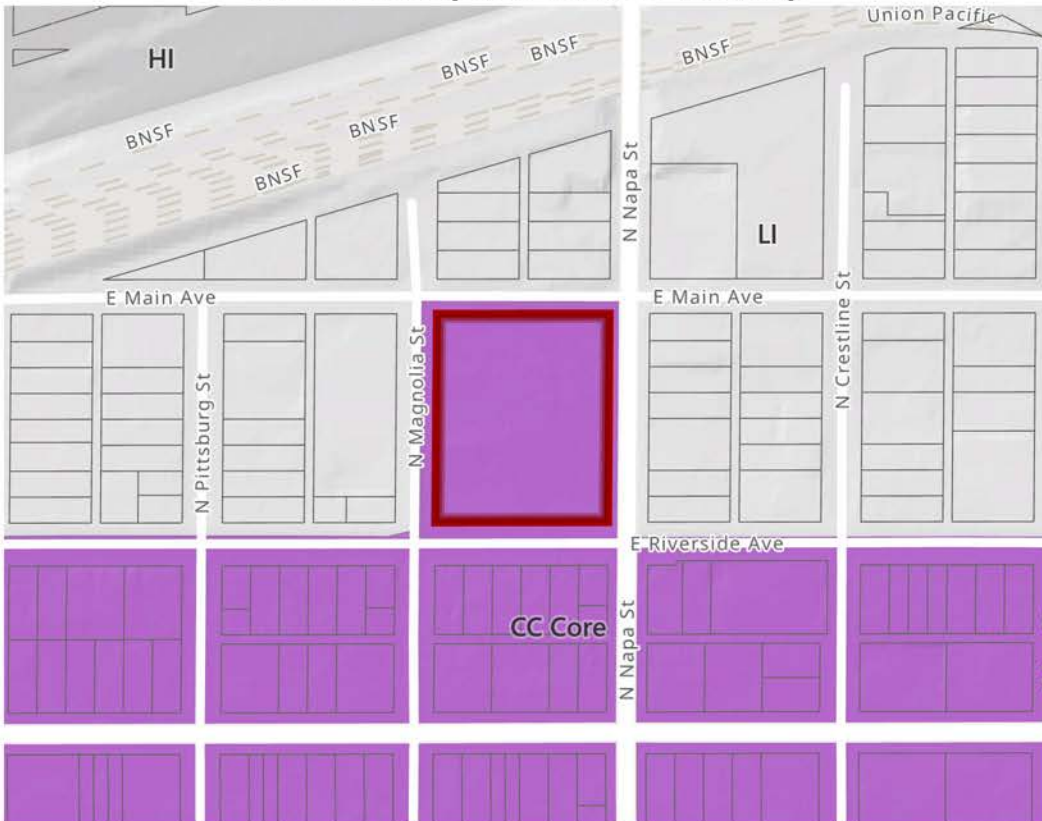 Union Pacific
HI
BNSF
BNSF
BNSF
BNSF
BNSF
BNSF
N Napa St
LI
E Main Ave
E Main Ave
N Pittsburg St
N Magnolia St
N Crestline St
E Riverside Ave
CC Core
N Napa St